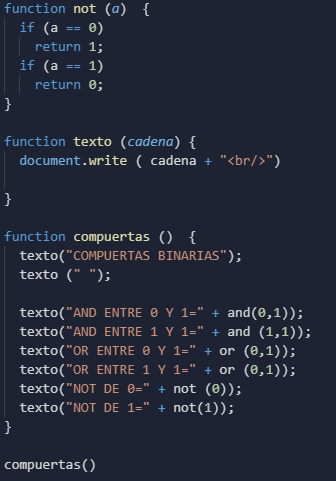 function not (a)  {
  if (a == 0)
    return 1;
  if (a == 1)
    return 0;
}

function texto (cadena) {
  document.write ( cadena + "<br/>")

}

function compuertas ()  {
  texto("COMPUERTAS BINARIAS");
  texto (" ");

  texto("AND ENTRE 0 Y 1=" + and(0,1));
  texto("AND ENTRE 1 Y 1=" + and (1,1));
  texto("OR ENTRE 0 Y 1=" + or (0,1));
  texto("OR ENTRE 1 Y 1=" + or (0,1));
  texto("NOT DE 0=" + not (0));
  texto("NOT DE 1=" + not(1));
}

compuertas()